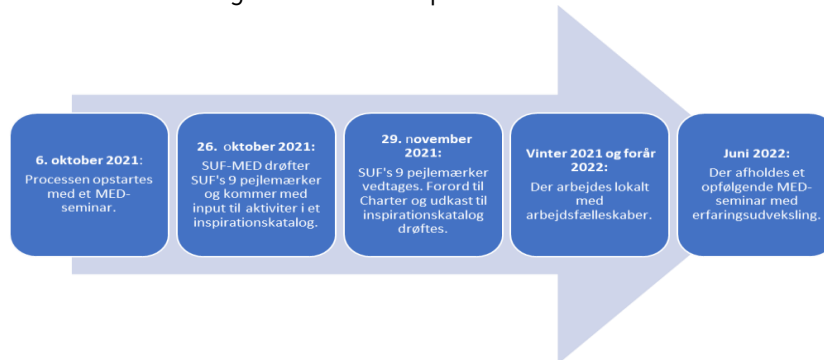 6. oktober 2021:
Processen opstartes
med et MED-
seminar.
26. oktober 2021:
SUF-MED drøfter
SUF's 9 pejlemærker
og kommer med
input til aktiviter i et
inspirationskatalog.
29. november
2021:
SUF's 9 pejlemærker
vedtages. Forord til
Charter og udkast til
inspirationskatalog
drøftes.
Vinter 2021 og forår
2022:
Der arbejdes lokalt
med
arbejdsfælleskaber.
Juni 2022:
Der afholdes et
opfølgende MED-
seminar med
erfaringsudveksling.